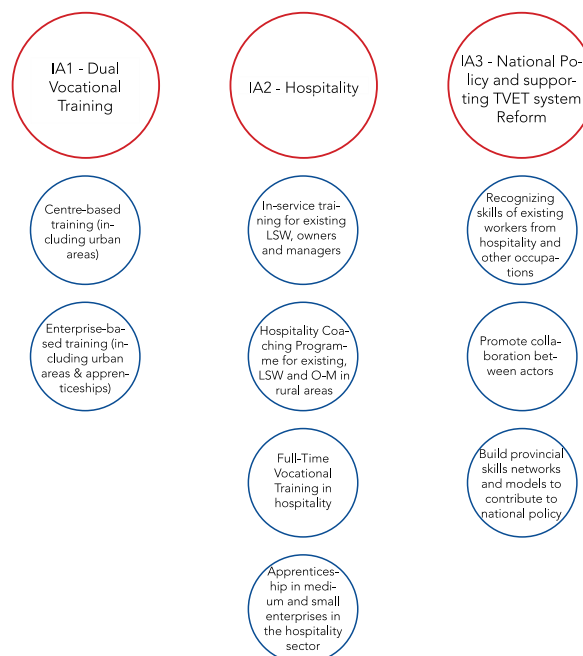 IA1 - Dual
Vocational
Training
IA2 - Hospitality
IA3 - National Po-
licy and suppor-
ting TVET system
Reform
Centre-based
training (in-
cluding urban
areas)
In-service trai-
ning for existing
LSW, owners
and managers
Recognizing
skills of existing
workers from
hospitality and
other occupa-
tions
Enterprise-ba-
sed training (in-
cluding urban
areas & appren-
ticeships)
Hospitality Coa-
ching Program-
me for existing,
LSW and O-M in
rural areas
Promote colla-
boration bet-
ween actors
Full-Time
Vocational
Training in
hospitality
Build provincial
skills networks
and models to
contribute to
national policy
Apprentices-
hip in medi-
um and small
enterprises in
the hospitality
sector